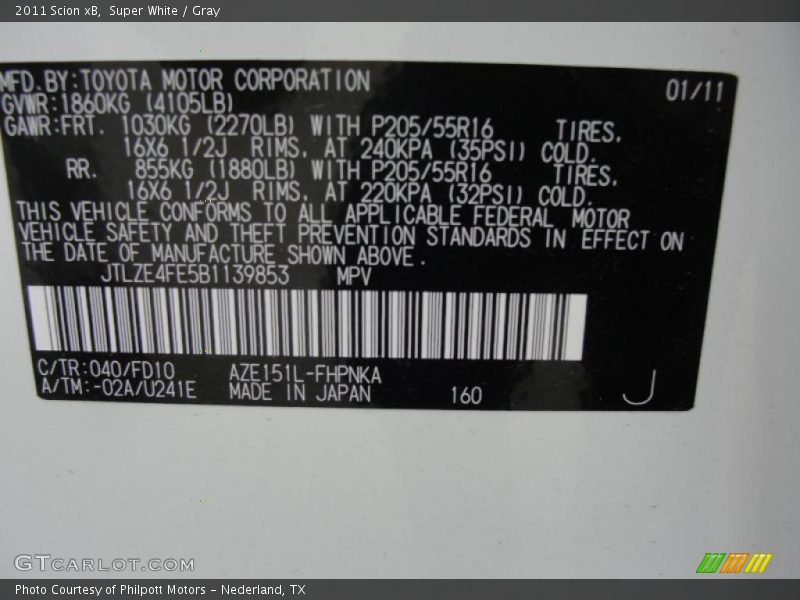 2011 Scion xB,  Super White / Gray
MFD.BY:TOYOTA MOTOR CORPORATION 01/11
GVWR:1860KG (4105LB)
GAWR:FRT. 1030KG (2270LB) WITH P205/55R16 TIRES,
16X6 1/2J RIMS, AT 240KPA (35PSI) COLD.
RR. 855KG (1880LB) WITH P205/55R16 TIRES,
16X6 1/2J RIMS, AT 220KPA (32PSI) COLD.
THIS VEHICLE CONFORMS TO ALL APPLICABLE FEDERAL MOTOR
VEHICLE SAFETY AND THEFT PREVENTION STANDARDS IN EFFECT ON
THE DATE OF MANUFACTURE SHOWN ABOVE.
JTLZE4FE5B1139853 MPV
C/TR:040/FD10 AZE151L-FHPNKA
A/TM:-02A/U241E MADE IN JAPAN 160 J
GTCARLOT.COM
Photo Courtesy of Philpott Motors – Nederland, TX